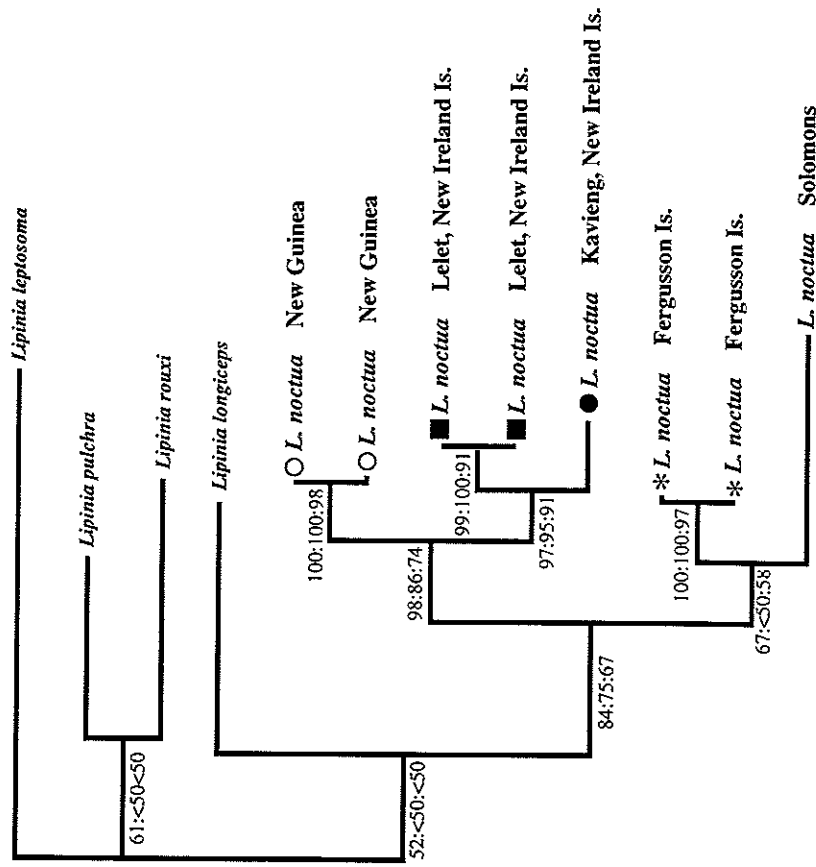 Lipinia leptosoma
Lipinia pulchra
61:<50<50
Lipinia rouxi
Lipinia longiceps
52:<50:<50
L. noctua New Guinea
100:100:98
L. noctua New Guinea
98:86:74
L. noctua Lelet, New Ireland Is.
99:100:91
L. noctua Lelet, New Ireland Is.
97:95:91
L. noctua Kavieng, New Ireland Is.
84:75:67
L. noctua Fergusson Is.
100:100:97
L. noctua Fergusson Is.
67:<50:58
L. noctua Solomons